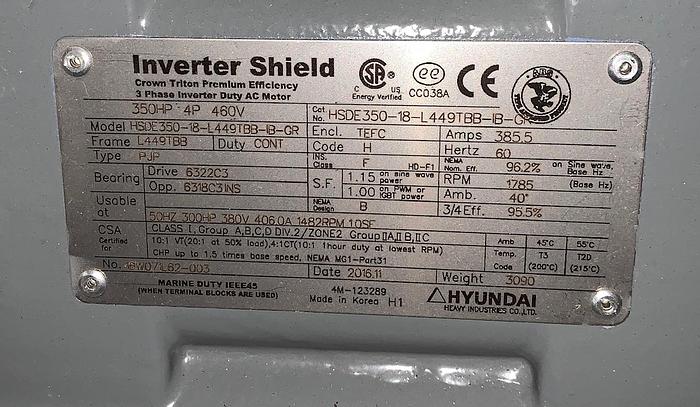 Inverter Shield
Crown Triton Premium Efficiency
3 Phase Inverter Duty AC Motor
Energy Verified
C US
CC038A
CE
350HP 4P 460V
Cat. No. HSDE350-18-L449TBB-IB-GR
Model HSDE350-18-L449TBB-IB-GR Encl. TEFC Amps 385.5
Frame L449TBB Duty CONT Code H Hertz 60
Type PJP INS. Class F HD-F1 NEMA Nom. Eff. 96.2% on Sine wave, Base Hz
Bearing Drive 6322C3 S.F. 1.15 on sine wave power RPM 1785 (Base Hz)
Opp. 6318C3INS 1.00 on PWM or IGBT power Amb. 40°
NEMA Design B 3/4Eff. 95.5%
Usable at 50HZ 300HP 380V 406.0A 1482RPM 1.0SF
CSA Certified for CLASS I, Group A,B,C,D DIV.2/ZONE2 Group IIA,IIB,IIC Amb 45°C 55°C
10:1 VT(20:1 at 50% load),4:1CT(10:1 1hour duty at lowest RPM) Temp. T3 T2D
CHP up to 1.5 times base speed, NEMA MG1-Part31 Code (200°C) (215°C)
No. Date 2016.11 Weight 3090
MARINE DUTY IEEE45
(WHEN TERMINAL BLOCKS ARE USED)
4M-123289
Made in Korea H1
HYUNDAI
HEAVY INDUSTRIES CO.,LTD.